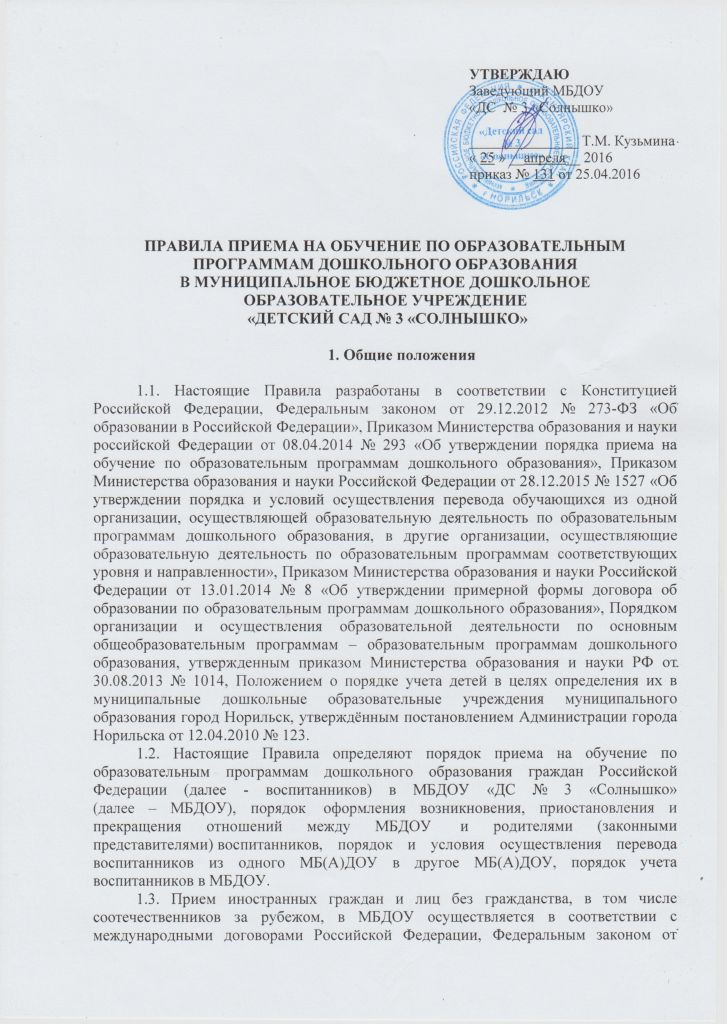 УТВЕРЖДАЮ
Заведующий МБДОУ
«ДС № 3 «Солнышко»
Т.М. Кузьмина
« 25 » апреля 2016
приказ № 131 от 25.04.2016
«Детский сад
№ 3
г НОРИЛЬСК
ПРАВИЛА ПРИЕМА НА ОБУЧЕНИЕ ПО ОБРАЗОВАТЕЛЬНЫМ
ПРОГРАММАМ ДОШКОЛЬНОГО ОБРАЗОВАНИЯ
В МУНИЦИПАЛЬНОЕ БЮДЖЕТНОЕ ДОШКОЛЬНОЕ
ОБРАЗОВАТЕЛЬНОЕ УЧРЕЖДЕНИЕ
«ДЕТСКИЙ САД № 3 «СОЛНЫШКО»
1. Общие положения
1.1. Настоящие Правила разработаны в соответствии с Конституцией
Российской Федерации, Федеральным законом от 29.12.2012 № 273-ФЗ «Об
образовании в Российской Федерации», Приказом Министерства образования и науки
российской Федерации от 08.04.2014 № 293 «Об утверждении порядка приема на
обучение по образовательным программам дошкольного образования», Приказом
Министерства образования и науки Российской Федерации от 28.12.2015 № 1527 «Об
утверждении порядка и условий осуществления перевода обучающихся из одной
организации, осуществляющей образовательную деятельность по образовательным
программам дошкольного образования, в другие организации, осуществляющие
образовательную деятельность по образовательным программам соответствующих
уровня и направленности», Приказом Министерства образования и науки Российской
Федерации от 13.01.2014 № 8 «Об утверждении примерной формы договора об
образовании по образовательным программам дошкольного образования», Порядком
организации и осуществления образовательной деятельности по основным
общеобразовательным программам – образовательным программам дошкольного
образования, утвержденным приказом Министерства образования и науки РФ от
30.08.2013 № 1014, Положением о порядке учета детей в целях определения их в
муниципальные дошкольные образовательные учреждения муниципального
образования город Норильск, утверждённым постановлением Администрации города
Норильска от 12.04.2010 № 123.
1.2. Настоящие Правила определяют порядок приема на обучение по
образовательным программам дошкольного образования граждан Российской
Федерации (далее - воспитанников) в МБДОУ «ДС № 3 «Солнышко»
(далее – МБДОУ), порядок оформления возникновения, приостановления и
прекращения отношений между МБДОУ и родителями (законными
представителями) воспитанников, порядок и условия осуществления перевода
воспитанников из одного МБ(А)ДОУ в другое МБ(А)ДОУ, порядок учета
воспитанников в МБДОУ.
1.3. Прием иностранных граждан и лиц без гражданства, в том числе
соотечественников за рубежом, в МБДОУ осуществляется в соответствии с
международными договорами Российской Федерации, Федеральным законом от